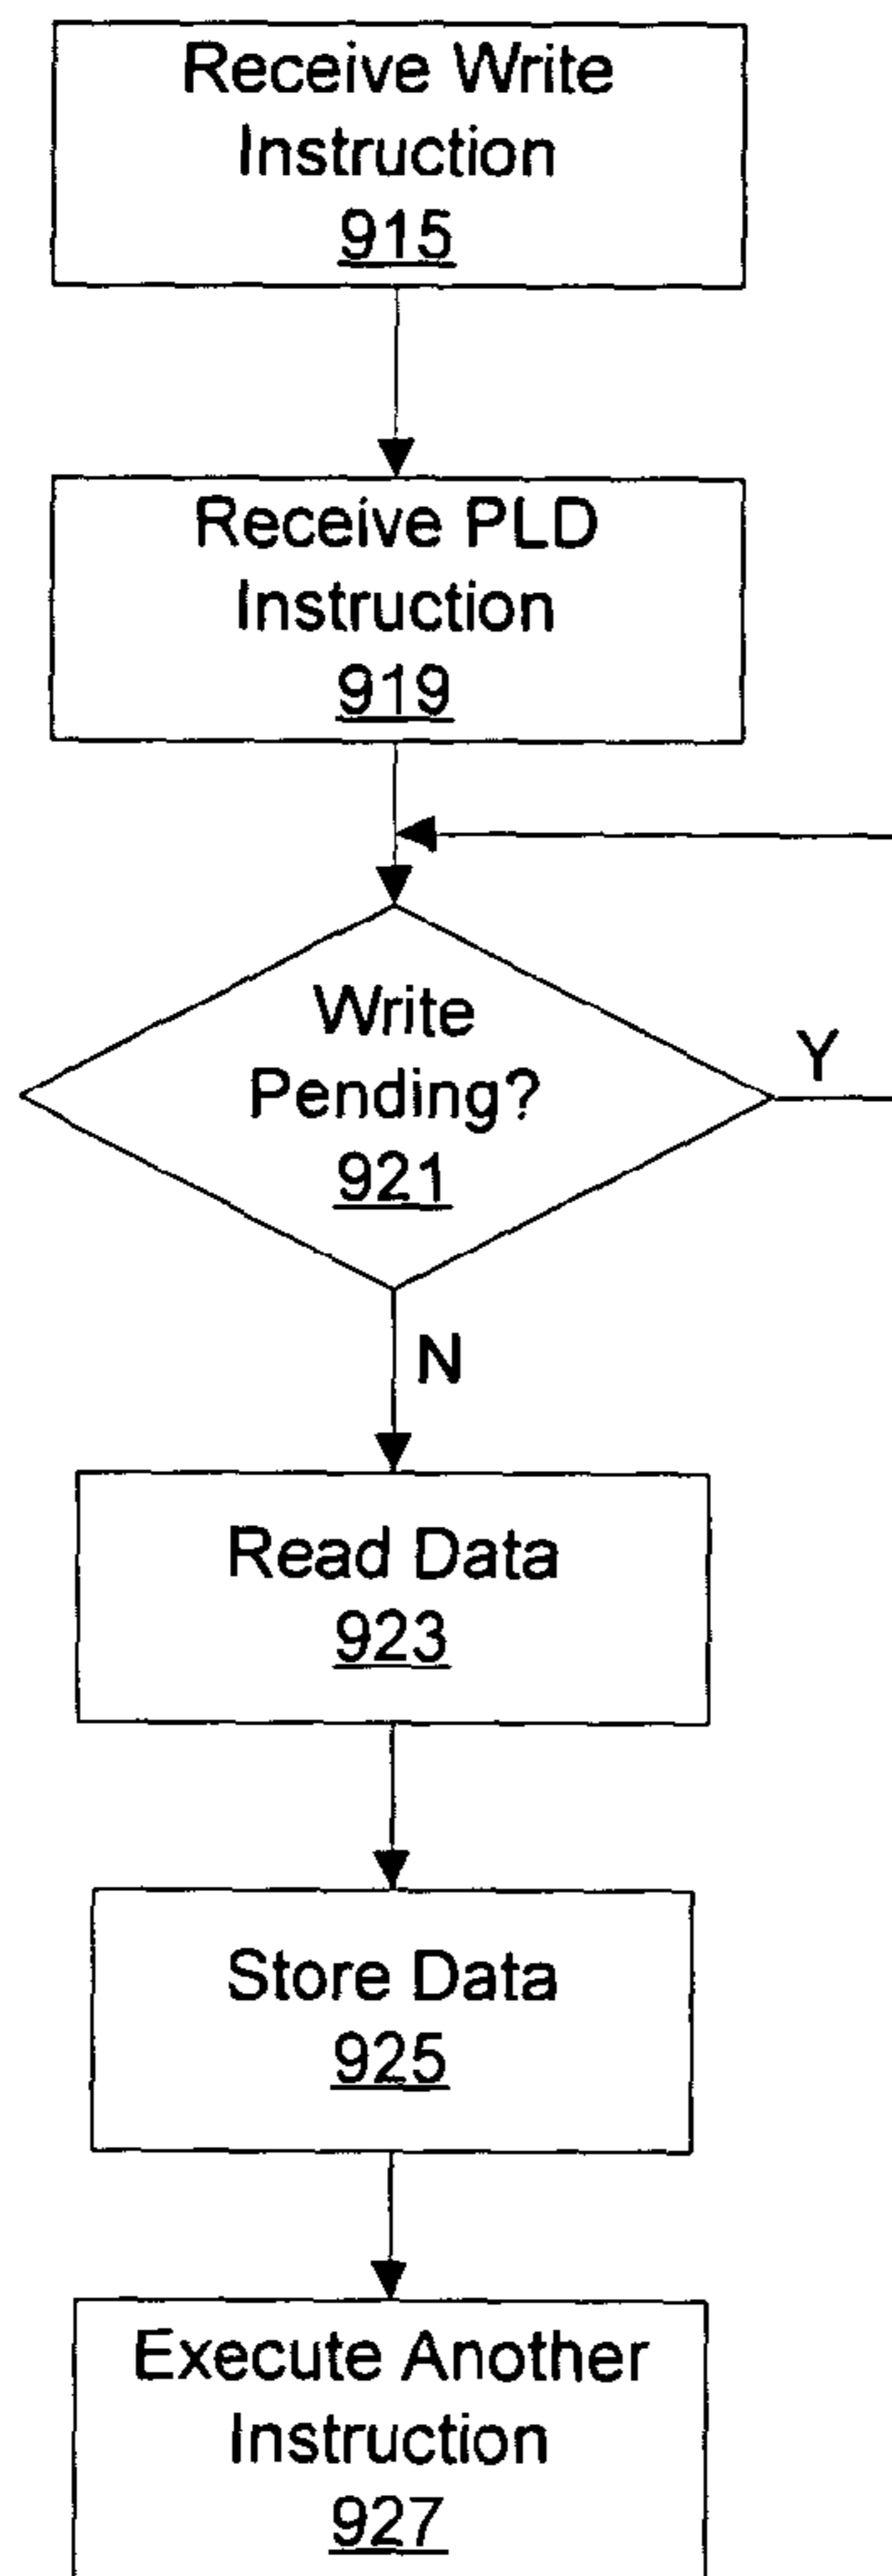 Receive Write
Instruction
915
Receive PLD
Instruction
919
Write
Pending?
921
Y
N
Read Data
923
Store Data
925
Execute Another
Instruction
927